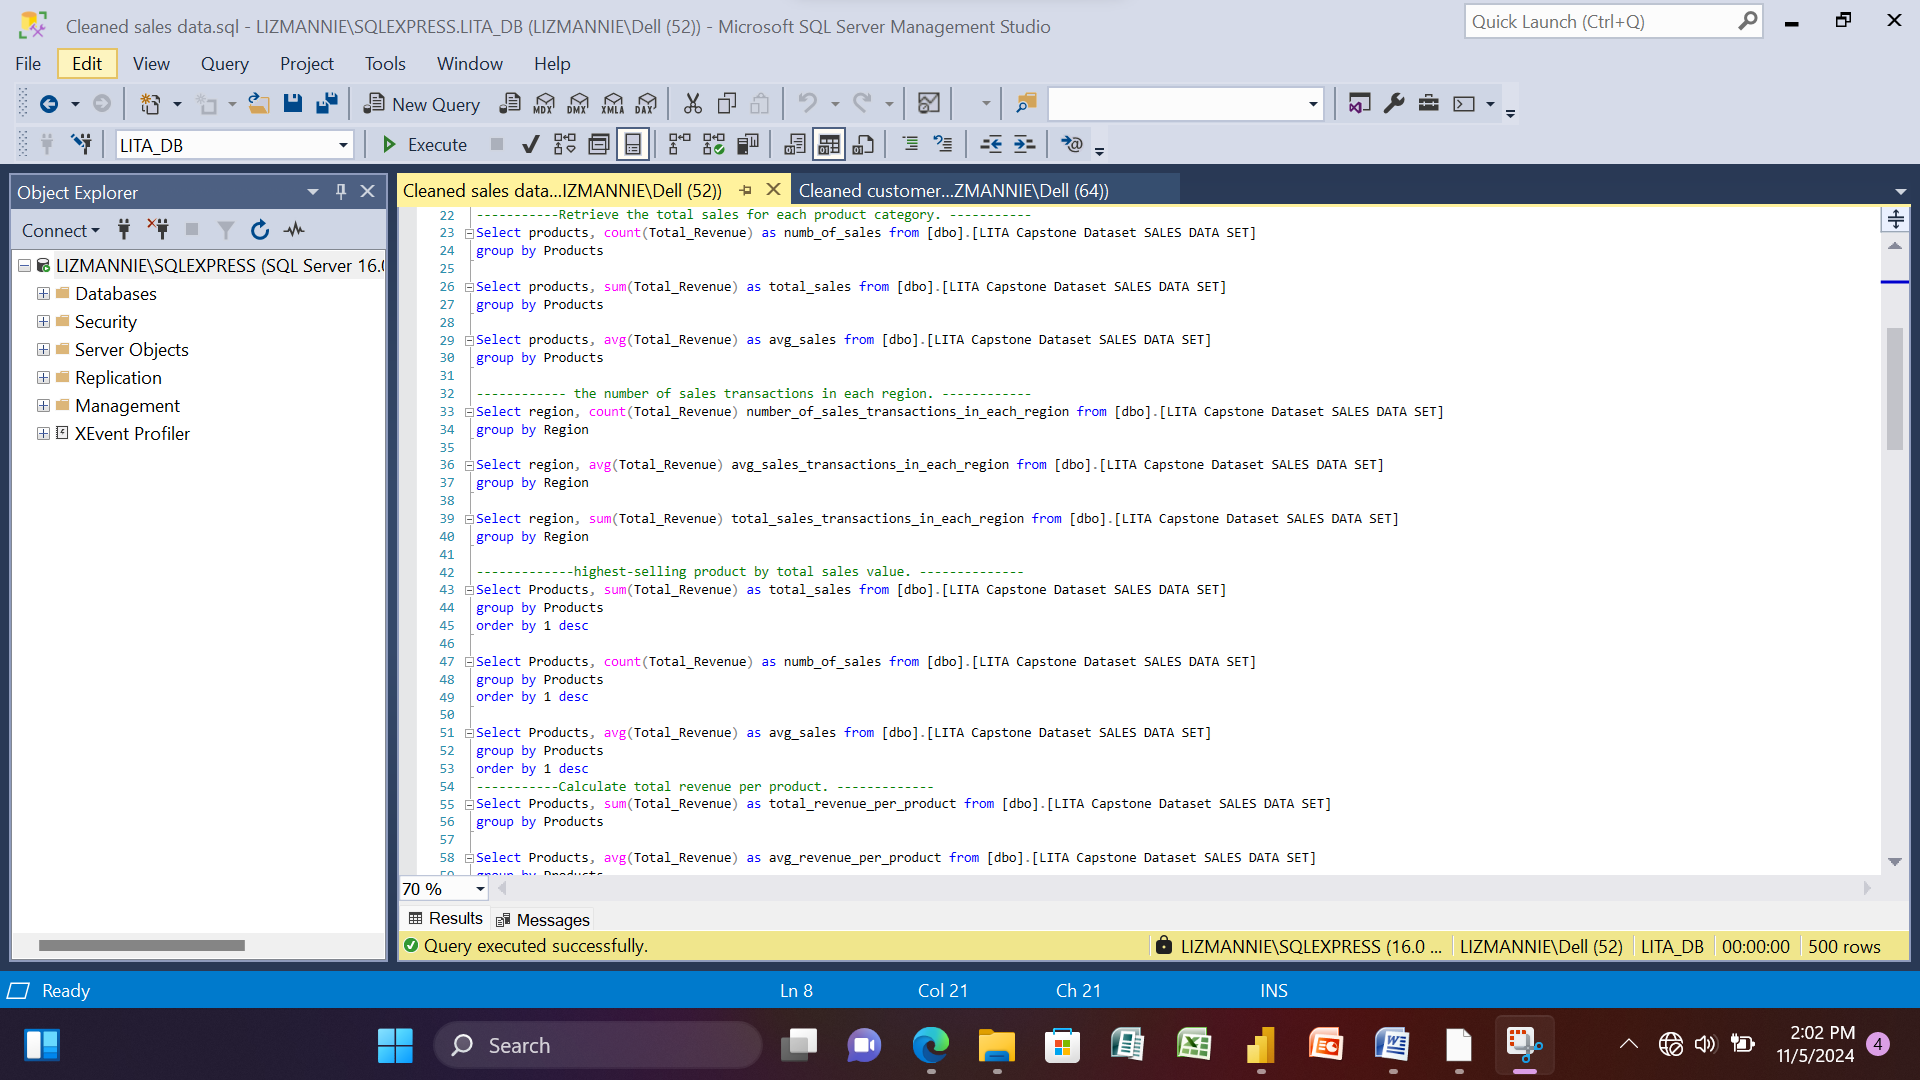 Cleaned sales data.sql - LIZMANNIE\SQLEXPRESS.LITA_DB (LIZMANNIE\Dell (52)) - Microsoft SQL Server Management Studio
Quick Launch (Ctrl+Q)
File Edit View Query Project Tools Window Help
New Query MDX DMX XMLA DAX
LITA_DB Execute
Object Explorer
Connect
LIZMANNIE\SQLEXPRESS (SQL Server 16.0
Databases
Security
Server Objects
Replication
Management
XEvent Profiler
Cleaned sales data...IZMANNIE\Dell (52)) Cleaned customer...ZMANNIE\Dell (64))
22 -----------Retrieve the total sales for each product category. -----------
23 Select products, count(Total_Revenue) as numb_of_sales from [dbo].[LITA Capstone Dataset SALES DATA SET]
24 group by Products
25
26 Select products, sum(Total_Revenue) as total_sales from [dbo].[LITA Capstone Dataset SALES DATA SET]
27 group by Products
28
29 Select products, avg(Total_Revenue) as avg_sales from [dbo].[LITA Capstone Dataset SALES DATA SET]
30 group by Products
31
32 ------------ the number of sales transactions in each region. ------------
33 Select region, count(Total_Revenue) number_of_sales_transactions_in_each_region from [dbo].[LITA Capstone Dataset SALES DATA SET]
34 group by Region
35
36 Select region, avg(Total_Revenue) avg_sales_transactions_in_each_region from [dbo].[LITA Capstone Dataset SALES DATA SET]
37 group by Region
38
39 Select region, sum(Total_Revenue) total_sales_transactions_in_each_region from [dbo].[LITA Capstone Dataset SALES DATA SET]
40 group by Region
41
42 -------------highest-selling product by total sales value. --------------
43 Select Products, sum(Total_Revenue) as total_sales from [dbo].[LITA Capstone Dataset SALES DATA SET]
44 group by Products
45 order by 1 desc
46
47 Select Products, count(Total_Revenue) as numb_of_sales from [dbo].[LITA Capstone Dataset SALES DATA SET]
48 group by Products
49 order by 1 desc
50
51 Select Products, avg(Total_Revenue) as avg_sales from [dbo].[LITA Capstone Dataset SALES DATA SET]
52 group by Products
53 order by 1 desc
54 -----------Calculate total revenue per product. -------------
55 Select Products, sum(Total_Revenue) as total_revenue_per_product from [dbo].[LITA Capstone Dataset SALES DATA SET]
56 group by Products
57
58 Select Products, avg(Total_Revenue) as avg_revenue_per_product from [dbo].[LITA Capstone Dataset SALES DATA SET]
59 group by Products
70 %
Results Messages
Query executed successfully. LIZMANNIE\SQLEXPRESS (16.0 ... LIZMANNIE\Dell (52) LITA_DB 00:00:00 500 rows
Ready Ln 8 Col 21 Ch 21 INS
Search
2:02 PM
11/5/2024
4